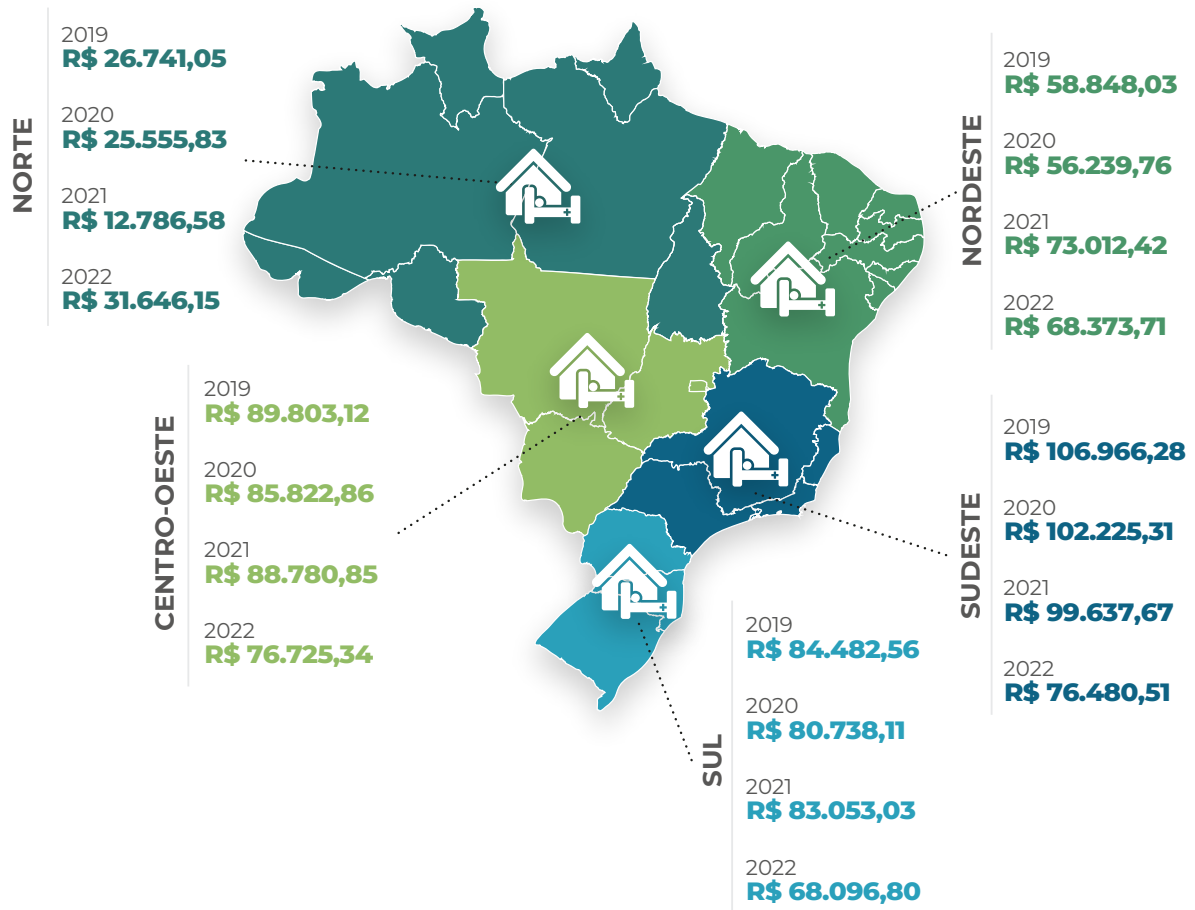 NORTE
2019
R$ 26.741,05
2020
R$ 25.555,83
2021
R$ 12.786,58
2022
R$ 31.646,15
NORDESTE
2019
R$ 58.848,03
2020
R$ 56.239,76
2021
R$ 73.012,42
2022
R$ 68.373,71
CENTRO-OESTE
2019
R$ 89.803,12
2020
R$ 85.822,86
2021
R$ 88.780,85
2022
R$ 76.725,34
SUDESTE
2019
R$ 106.966,28
2020
R$ 102.225,31
2021
R$ 99.637,67
2022
R$ 76.480,51
SUL
2019
R$ 84.482,56
2020
R$ 80.738,11
2021
R$ 83.053,03
2022
R$ 68.096,80